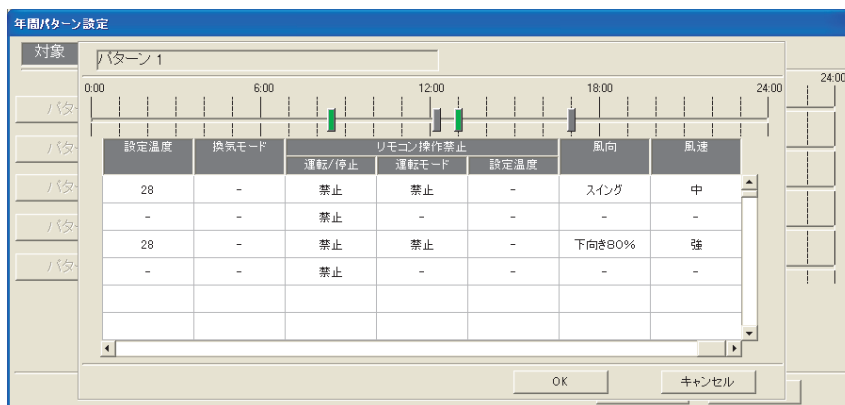 年間パターン設定
対象
パターン 1
0:00 6:00 12:00 18:00 24:00
24:00
パタ
パタ
パタ
パタ
パタ
設定温度 換気モード リモコン操作禁止 風向 風速
運転/停止 運転モード 設定温度
28 - 禁止 禁止 - スイング 中
- - 禁止 - - - -
28 - 禁止 禁止 - 下向き80% 強
- - 禁止 - - - -
OK キャンセル